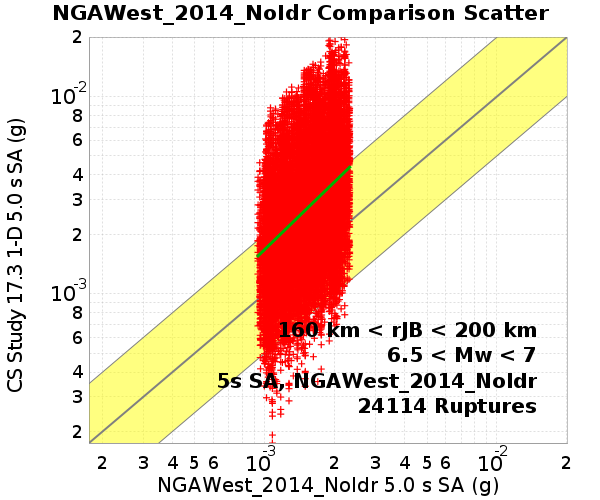 NGAWest_2014_NoIdr Comparison Scatter
2
10-2
8
6
4
3
2
10-3
8
6
4
3
2
CS Study 17.3 1-D 5.0 s SA (g)
160 km < rJB < 200 km
6.5 < Mw < 7
5s SA, NGAWest_2014_NoIdr
24114 Ruptures
2 3 4 5 6 8 10-3 2 3 4 5 6 8 10-2 2
NGAWest_2014_NoIdr 5.0 s SA (g)